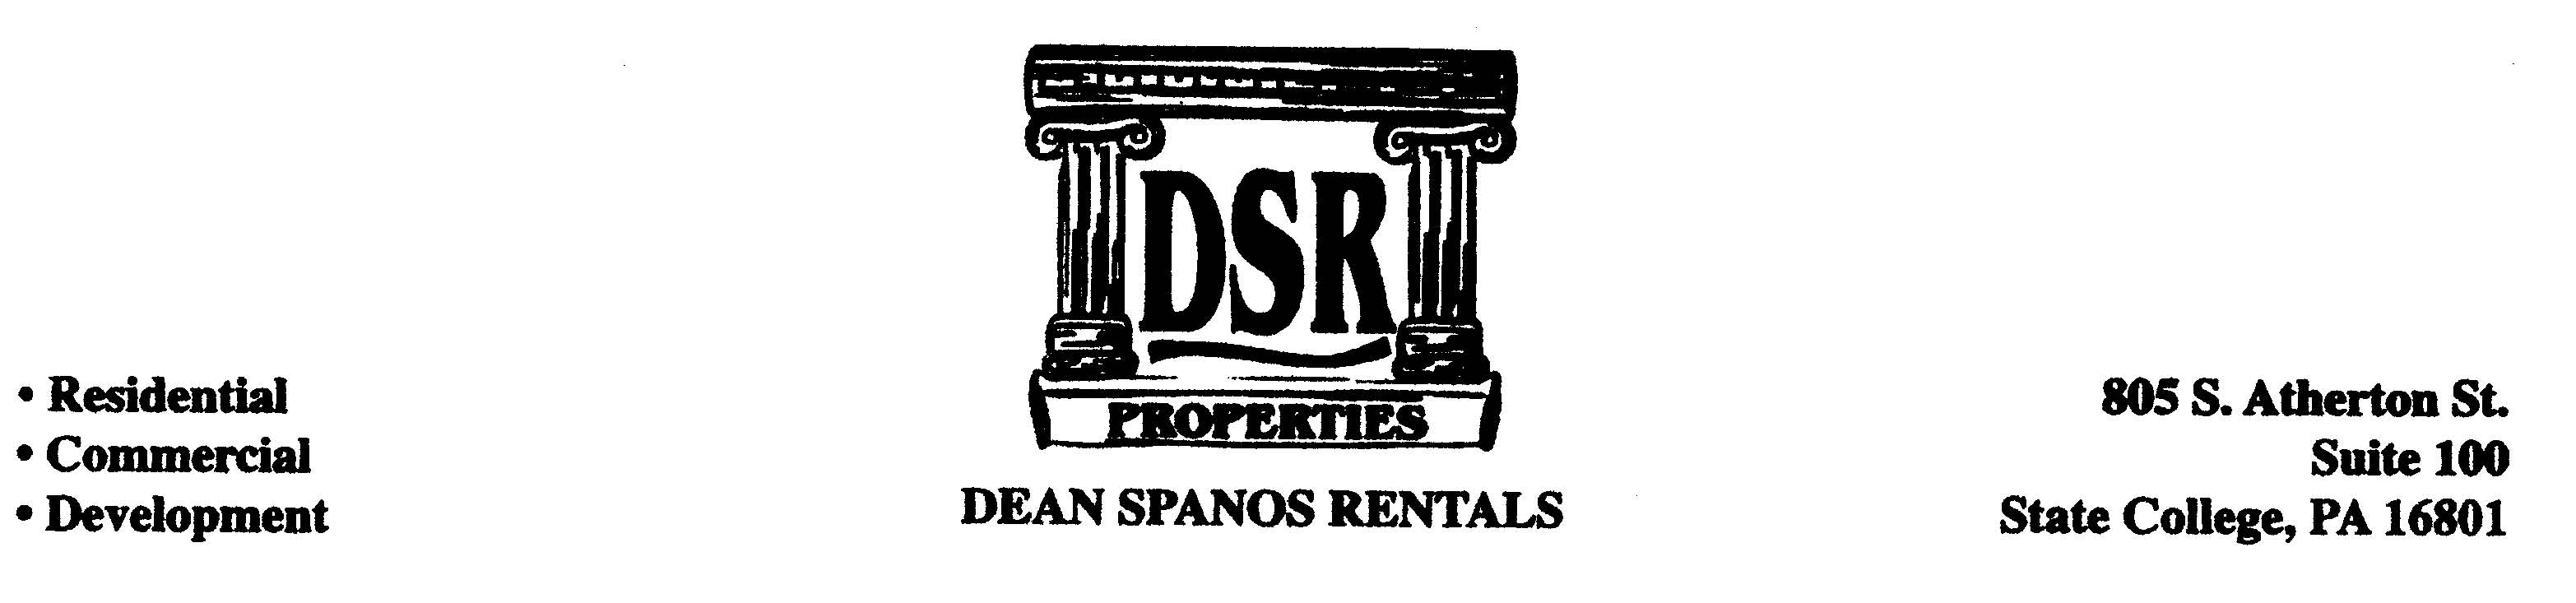 DSR
PROPERTIES
DEAN SPANOS RENTALS
• Residential
• Commercial
• Development
805 S. Atherton St.
Suite 100
State College, PA 16801